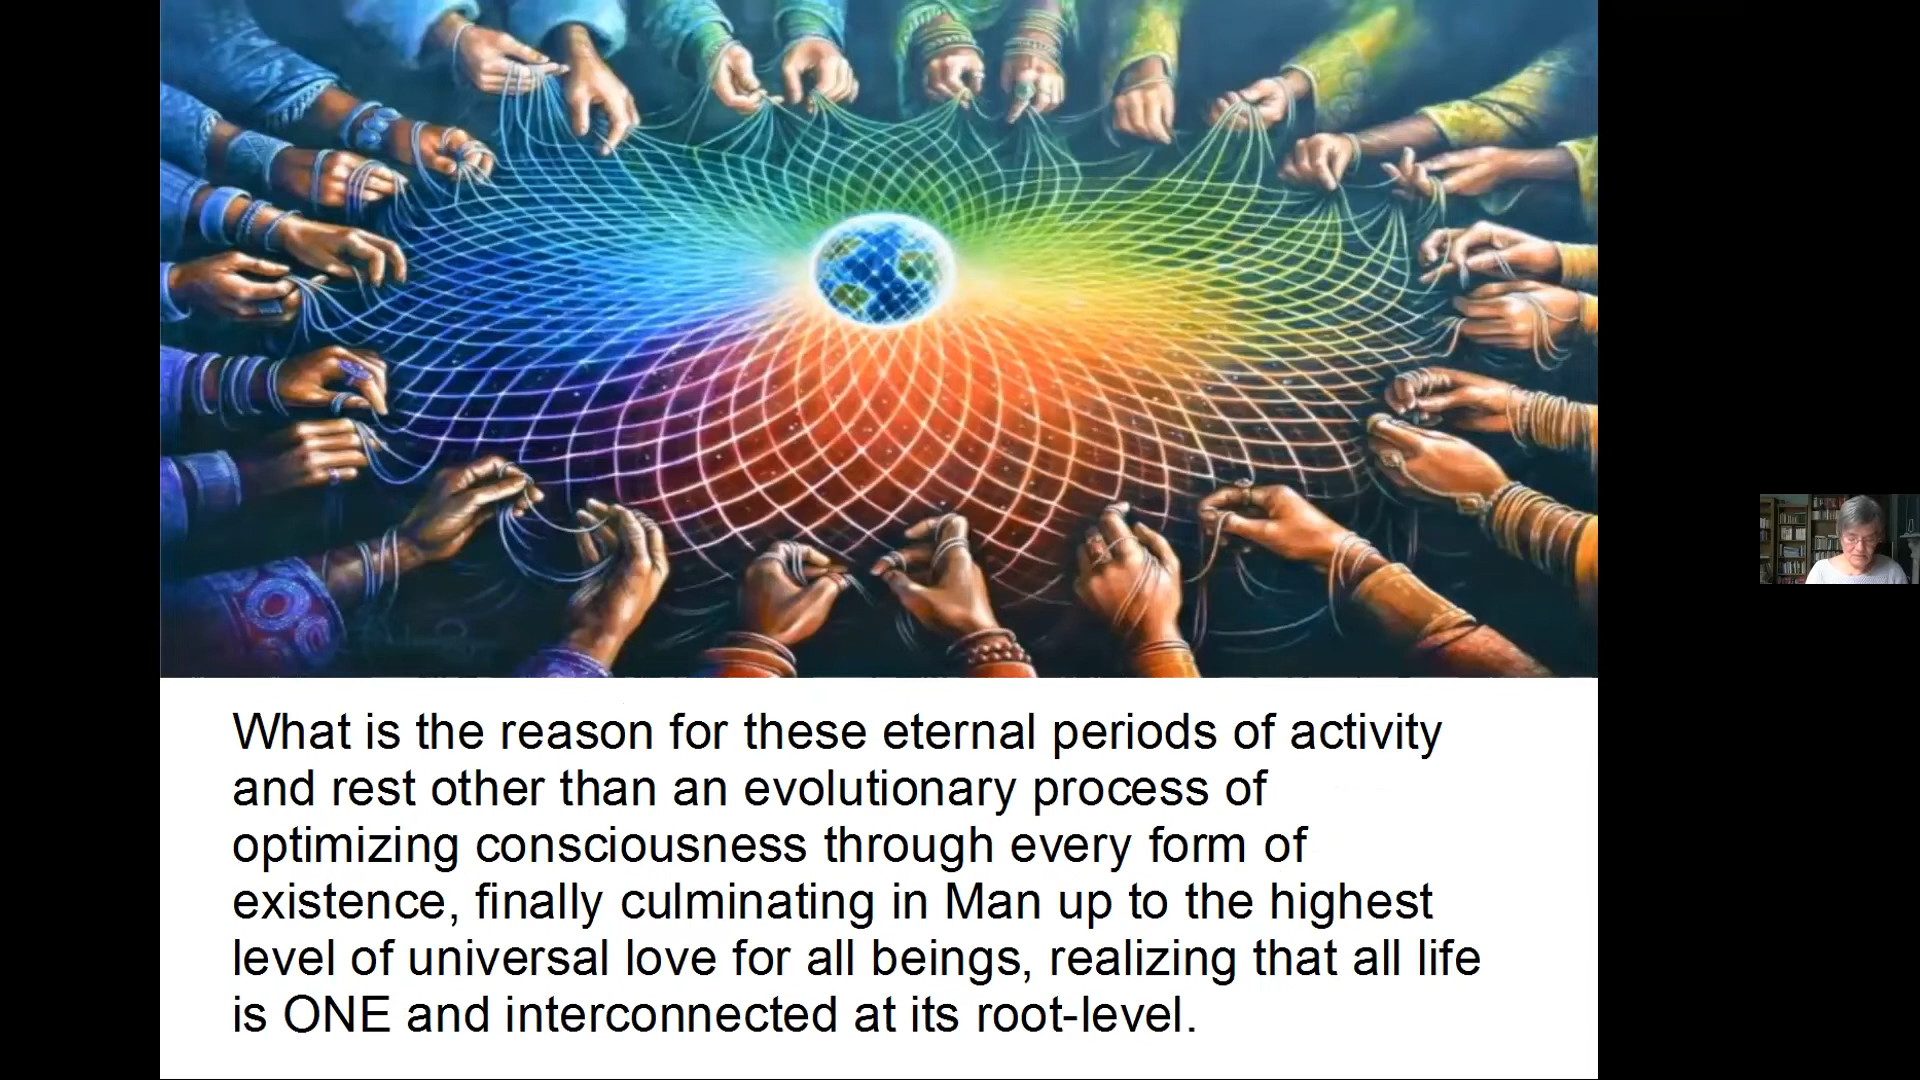 What is the reason for these eternal periods of activity
and rest other than an evolutionary process of
optimizing consciousness through every form of
existence, finally culminating in Man up to the highest
level of universal love for all beings, realizing that all life
is ONE and interconnected at its root-level.